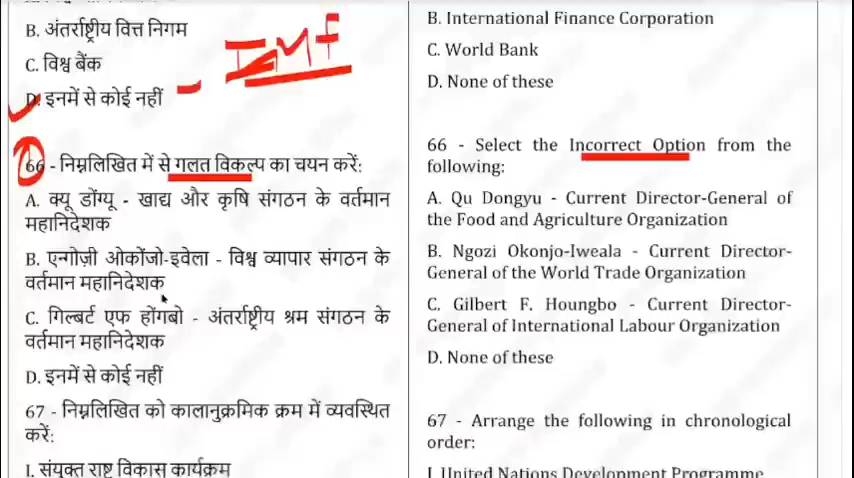 B. अंतर्राष्ट्रीय वित्त निगम
C. विश्व बैंक
D. इनमें से कोई नहीं
IMF
66 - निम्नलिखित में से गलत विकल्प का चयन करें:
A. क्यू डोंग्यू - खाद्य और कृषि संगठन के वर्तमान
महानिदेशक
B. एन्गोज़ी ओकोंजो-इवेला - विश्व व्यापार संगठन के
वर्तमान महानिदेशक
C. गिल्बर्ट एफ होंगबो - अंतर्राष्ट्रीय श्रम संगठन के
वर्तमान महानिदेशक
D. इनमें से कोई नहीं
67 - निम्नलिखित को कालानुक्रमिक क्रम में व्यवस्थित
करें:
I. संयुक्त राष्ट्र विकास कार्यक्रम
B. International Finance Corporation
C. World Bank
D. None of these
66 - Select the Incorrect Option from the
following:
A. Qu Dongyu - Current Director-General of
the Food and Agriculture Organization
B. Ngozi Okonjo-Iweala - Current Director-
General of the World Trade Organization
C. Gilbert F. Houngbo - Current Director-
General of International Labour Organization
D. None of these
67 - Arrange the following in chronological
order:
I. United Nations Development Programme